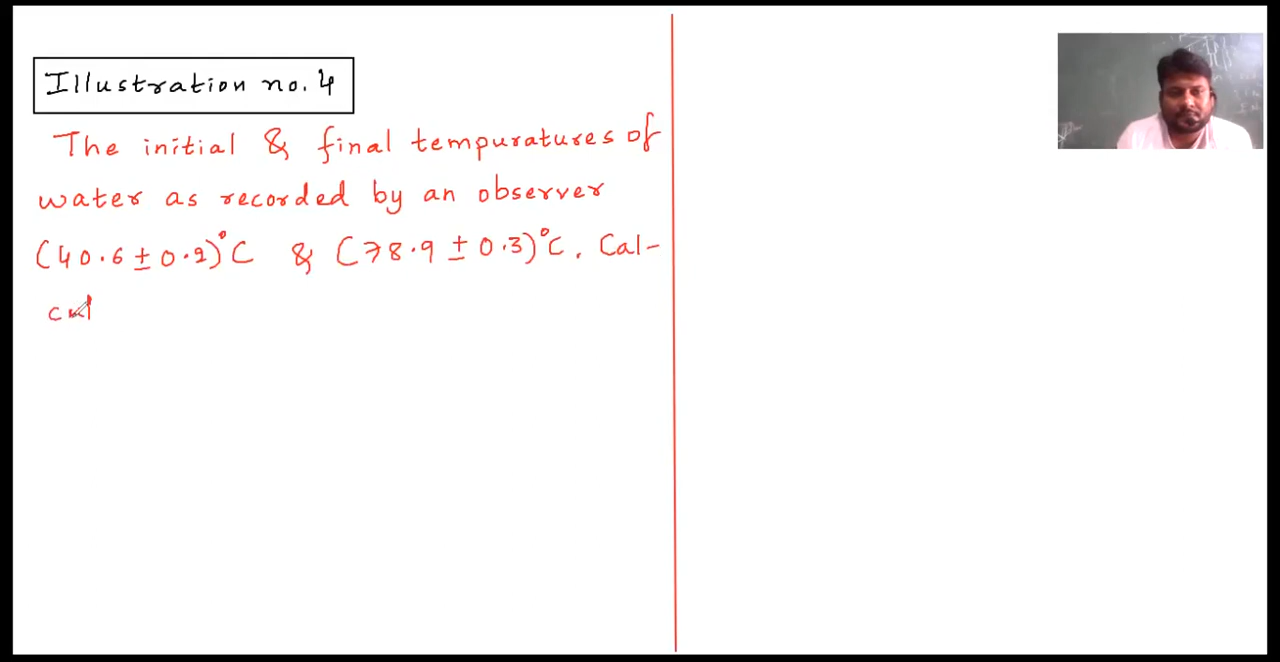 Illustration no. 4
The initial & final tempuratures of
water as recorded by an observer
(40.6 ± 0.2)°C & (78.9 ± 0.3)°C. Cal-
cul